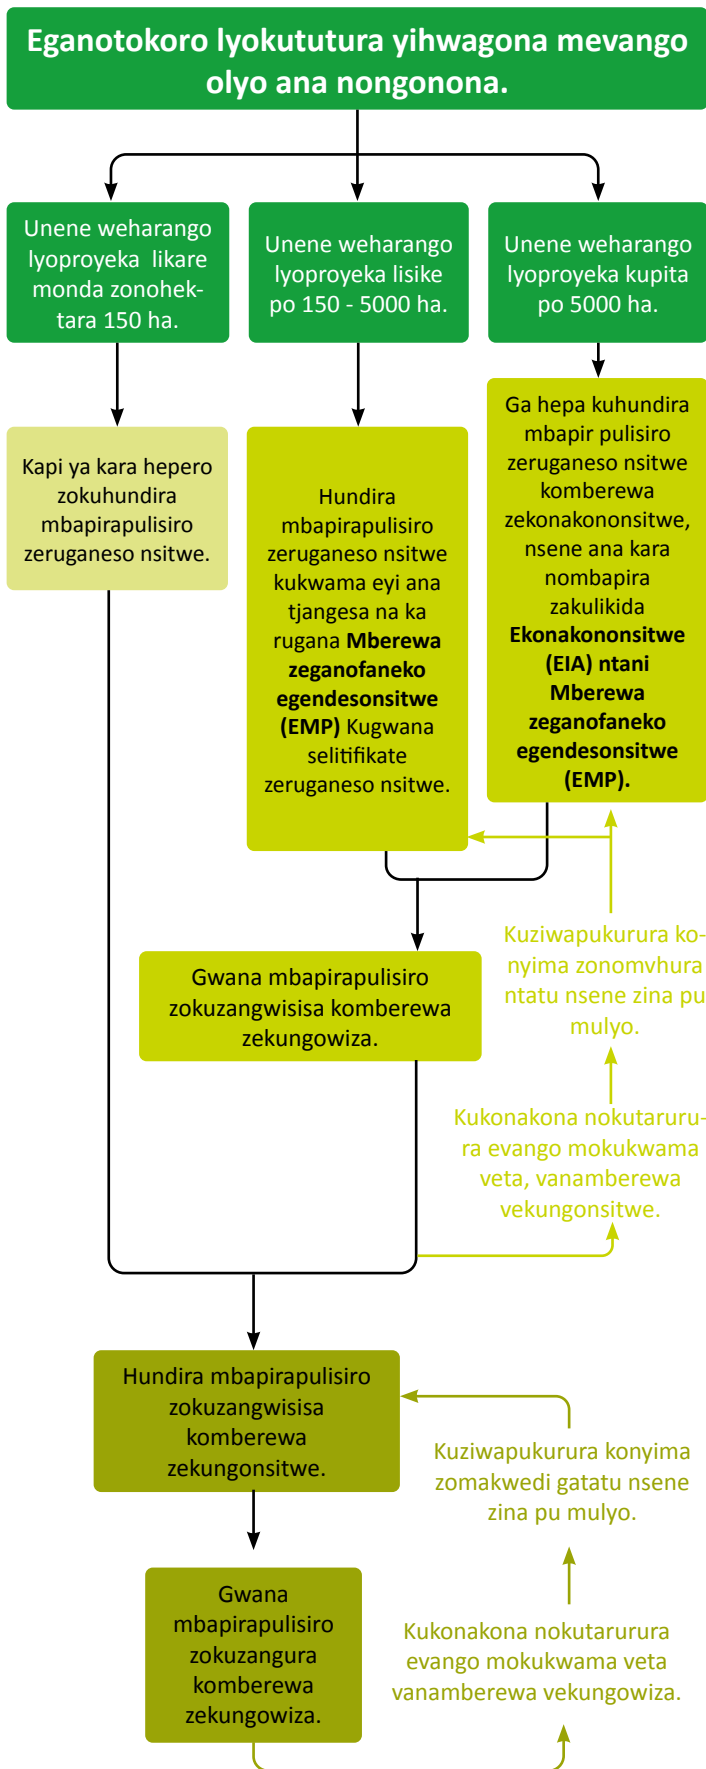 Eganotokoro lyokututura yihwagona mevango
olyo ana nongonona.
Unene weharango
lyoproyeka likare
monda zonohek-
tara 150 ha.
Unene weharango
lyoproyeka lisike
po 150 - 5000 ha.
Unene weharango
lyoproyeka kupita
po 5000 ha.
Kapi ya kara hepero
zokuhundira
mbapirapulisiro
zeruganeso nsitwe.
Hundira
mbapirapulisiro
zeruganeso nsitwe
kukwama eyi ana
tjangesa na ka
rugana Mberewa
zeganofaneko
egendesonsitwe
(EMP) Kugwana
selitifikate
zeruganeso nsitwe.
Ga hepa kuhundira
mbapir pulisiro
zeruganeso nsitwe
komberewa
zekonakononsitwe,
nsene ana kara
nombapira
zakulikida
Ekonakononsitwe
(EIA) ntani
Mberewa
zeganofaneko
egendesonsitwe
(EMP).
Gwana mbapirapulisiro
zokuzangwisisa komberewa
zekungowiza.
Kuziwapukurura ko-
nyima zonomvhura
ntatu nsene zina pu
mulyo.
Kukonakona nokutaruru-
ra evango mokukwama
veta, vanamberewa
vekungonsitwe.
Hundira mbapirapulisiro
zokuzangwisisa
komberewa
zekungonsitwe.
Kuziwapukurura konyima
zomakwedi gatatu nsene
zina pu mulyo.
Gwana
mbapirapulisiro
zokuzangura
komberewa
zekungowiza.
Kukonakona nokutarurura
evango mokukwama veta
vanamberewa vekungowiza.